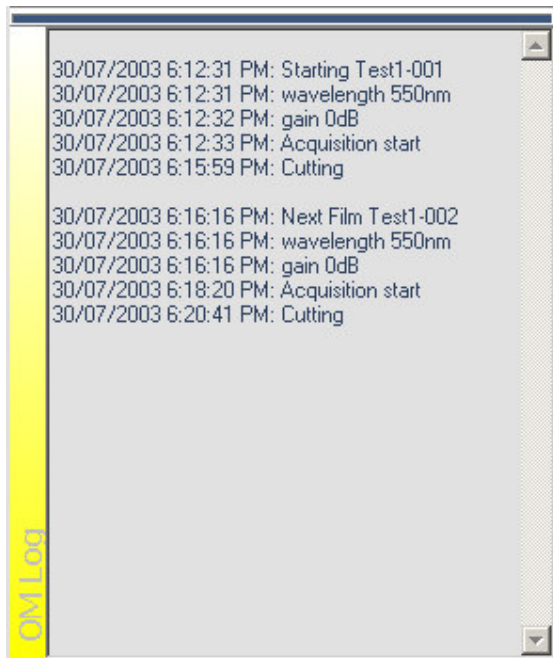 30/07/2003 6:12:31 PM: Starting Test1-001
30/07/2003 6:12:31 PM: wavelength 550nm
30/07/2003 6:12:32 PM: gain 0dB
30/07/2003 6:12:33 PM: Acquisition start
30/07/2003 6:15:59 PM: Cutting
30/07/2003 6:16:16 PM: Next Film Test1-002
30/07/2003 6:16:16 PM: wavelength 550nm
30/07/2003 6:16:16 PM: gain 0dB
30/07/2003 6:18:20 PM: Acquisition start
30/07/2003 6:20:41 PM: Cutting
OM Log